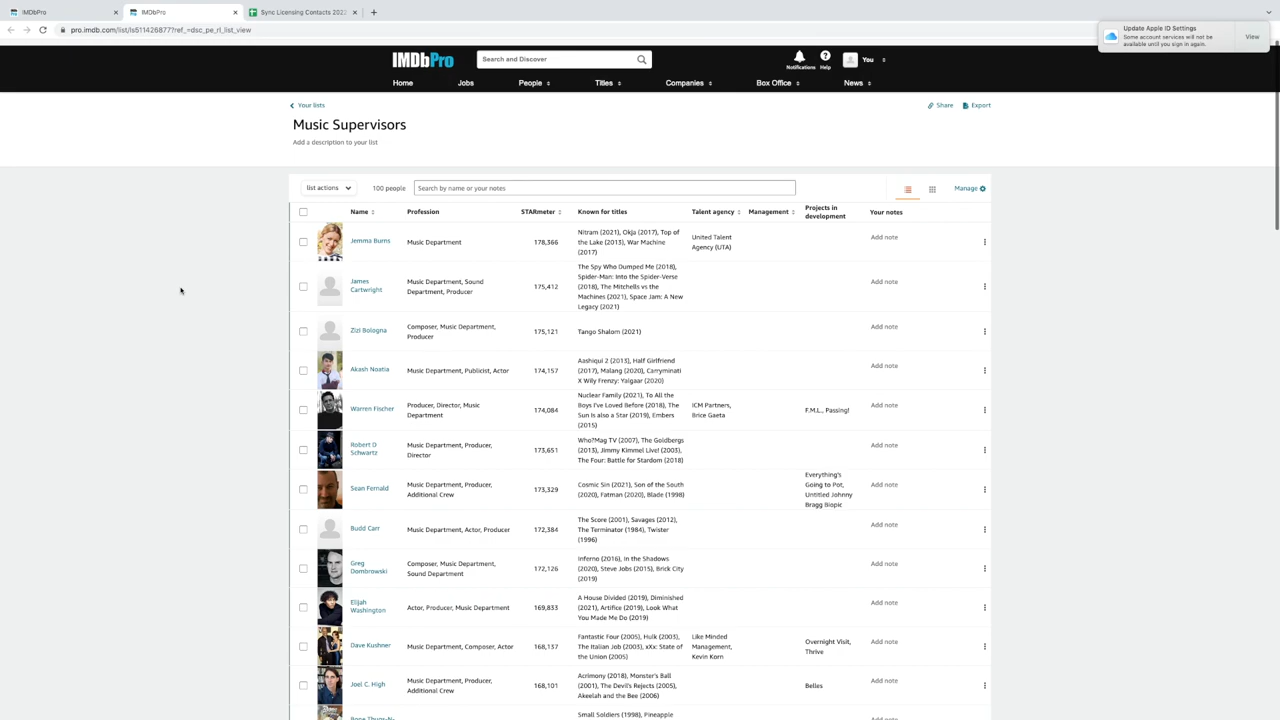 IMDbPro
IMDbPro
Sync Licensing Contacts 202
pro.imdb.com/list/ls511426877?ref_=dsc_pe_rl_list_view
Update Apple ID Settings
Some account services will not be
available until you sign in again.
View
IMDbPro
Search and Discover
Notifications
Help
You
Home
Jobs
People
Titles
Companies
Box Office
News
Your lists
Share
Export
Music Supervisors
Add a description to your list
list actions
100 people
Search by name or your notes
Manage
Name
Profession
STARmeter
Known for titles
Talent agency
Management
Projects in
development
Your notes
Jemma Burns
Music Department
178,366
Nitram (2021), Okja (2017), Top of
the Lake (2013), War Machine
(2017)
United Talent
Agency (UTA)
Add note
James
Cartwright
Music Department, Sound
Department, Producer
175,412
The Spy Who Dumped Me (2018),
Spider-Man: Into the Spider-Verse
(2018), The Mitchells vs the
Machines (2021), Space Jam: A New
Legacy (2021)
Add note
Zizi Bologna
Composer, Music Department,
Producer
175,121
Tango Shalom (2021)
Add note
Akash Noatia
Music Department, Publicist, Actor
174,157
Aashiqui 2 (2013), Half Girlfriend
(2017), Malang (2020), Carryminati
X Wily Frenzy: Yalgaar (2020)
Add note
Warren Fischer
Producer, Director, Music
Department
174,084
Nuclear Family (2021), To All the
Boys I've Loved Before (2018), The
Sun Is also a Star (2019), Embers
(2015)
ICM Partners,
Brice Gaeta
F.M.L., Passing!
Add note
Robert O
Schwartz
Music Department, Producer,
Director
173,651
Who?Mag TV (2007), The Goldbergs
(2013), Jimmy Kimmel Live! (2003),
The Four: Battle for Stardom (2018)
Add note
Sean Fernald
Music Department, Producer,
Additional Crew
173,329
Cosmic Sin (2021), Son of the South
(2020), Fatman (2020), Blade (1998)
Everything's
Going to Pot,
Untitled Johnny
Bragg Biopic
Add note
Budd Carr
Music Department, Actor, Producer
172,384
The Score (2001), Savages (2012),
The Terminator (1984), Twister
(1996)
Add note
Greg
Dombrowski
Composer, Music Department,
Sound Department
172,126
Inferno (2016), In the Shadows
(2020), Steve Jobs (2015), Brick City
(2019)
Add note
Elijah
Washington
Actor, Producer, Music Department
169,833
A House Divided (2019), Diminished
(2021), Artifice (2019), Look What
You Made Me Do (2019)
Add note
Dave Kushner
Music Department, Composer, Actor
168,137
Fantastic Four (2005), Hulk (2003),
The Italian Job (2003), xXx: State of
the Union (2005)
Like Minded
Management,
Kevin Korn
Overnight Visit,
Thrive
Add note
Joel C. High
Music Department, Producer,
Additional Crew
168,101
Acrimony (2018), Monster's Ball
(2001), The Devil's Rejects (2005),
Akeelah and the Bee (2006)
Belles
Add note
Bone Thugs-N-
Small Soldiers (1998), Pineapple